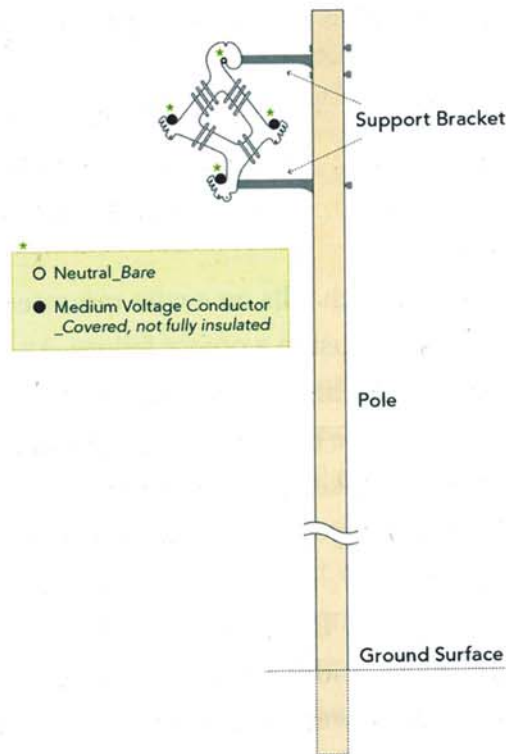 Support Bracket
Neutral_Bare
Medium Voltage Conductor
_Covered, not fully insulated
Pole
Ground Surface